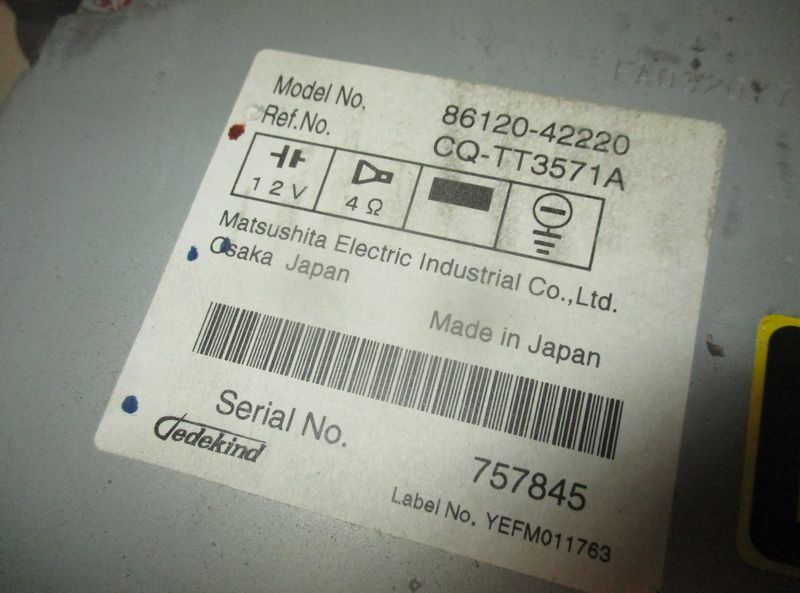 Model No. 86120-42220
Ref.No. CQ-TT3571A
12V 4Ω
Matsushita Electric Industrial Co.,Ltd.
Osaka Japan
Made in Japan
Serial No. 757845
Dedekind
Label No. YEFM011763